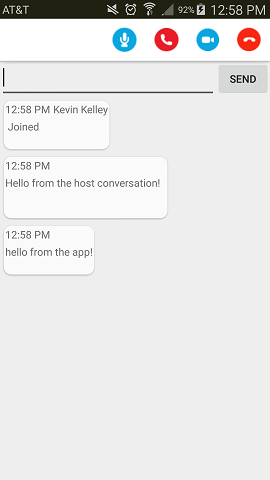 AT&T 92% 12:58 PM
SEND
12:58 PM Kevin Kelley
Joined
12:58 PM
Hello from the host conversation!
12:58 PM
hello from the app!